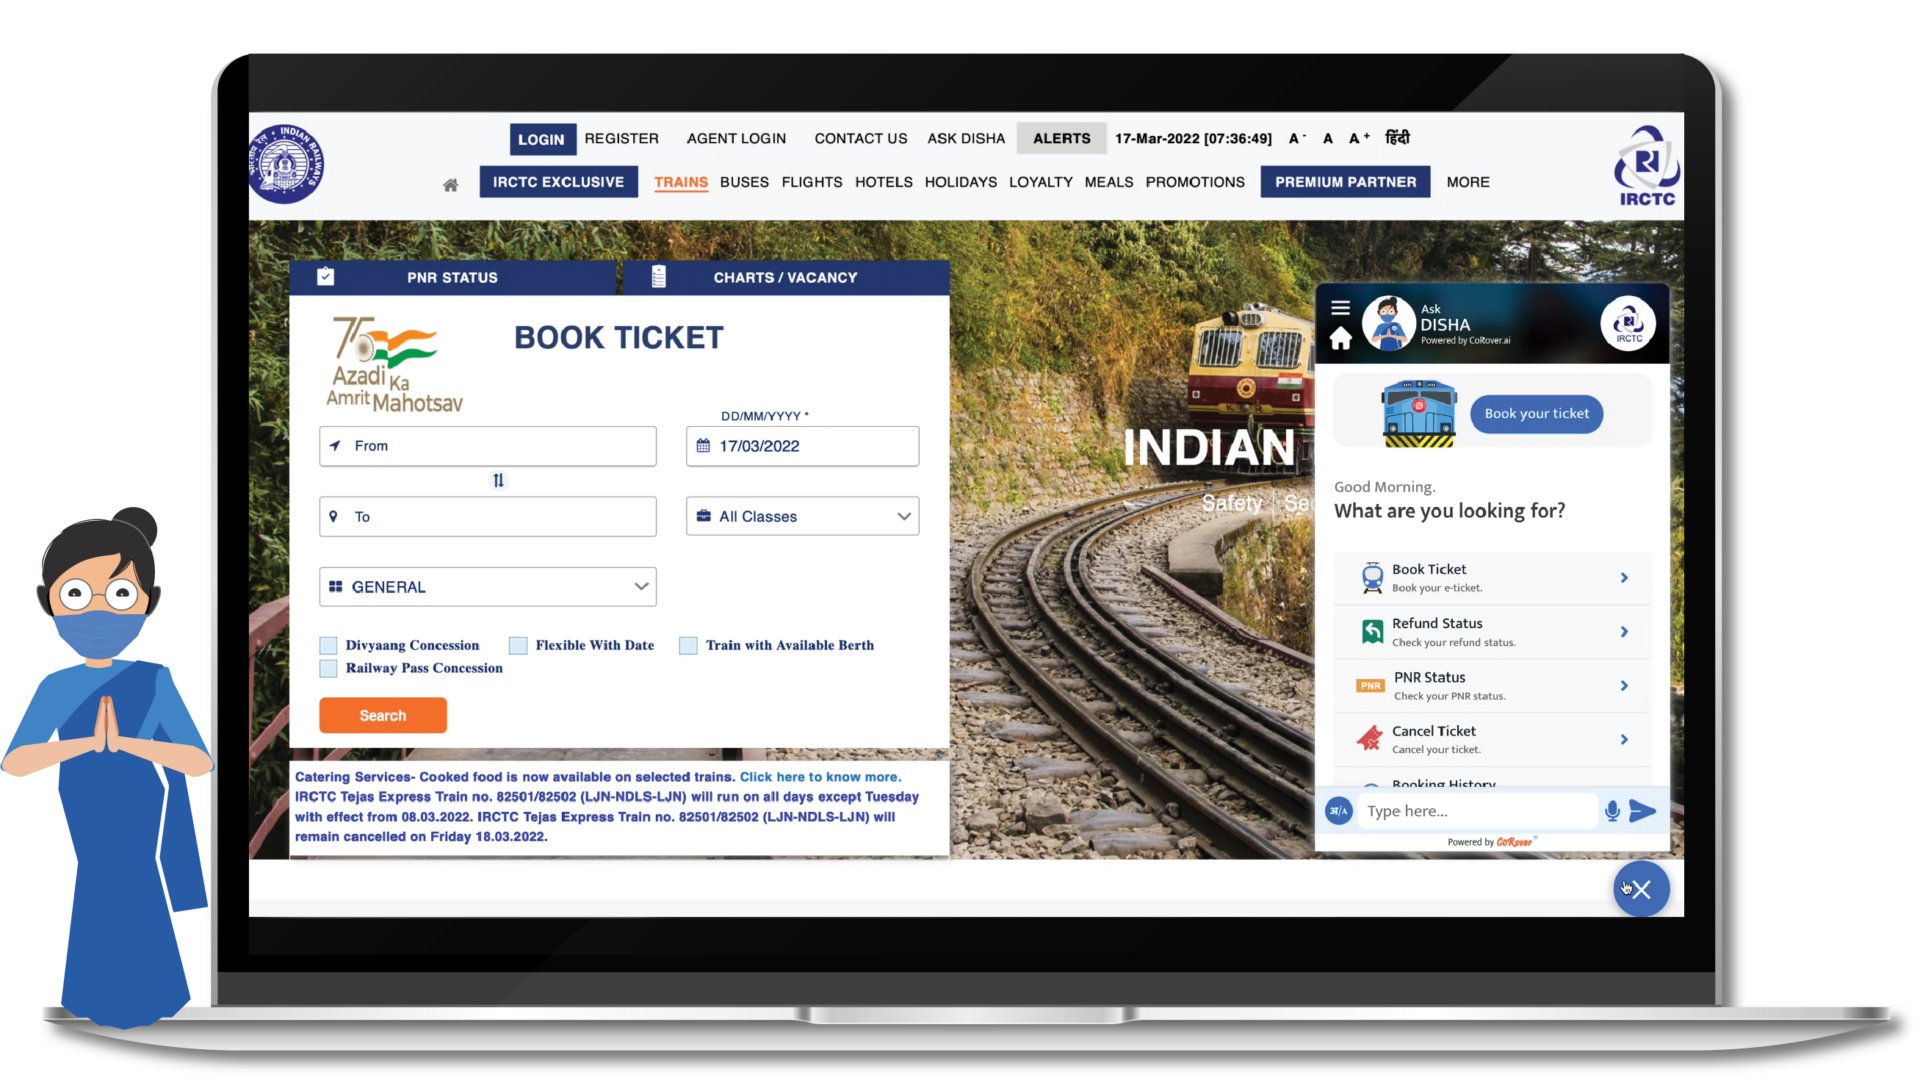 LOGIN REGISTER AGENT LOGIN CONTACT US ASK DISHA ALERTS 17-Mar-2022 [07:36:49] A- A A+ हिंदी
IRCTC EXCLUSIVE TRAINS BUSES FLIGHTS HOTELS HOLIDAYS LOYALTY MEALS PROMOTIONS PREMIUM PARTNER MORE
INDIAN RAILWAYS
IRCTC
PNR STATUS
CHARTS / VACANCY
75
Azadi Ka
Amrit Mahotsav
BOOK TICKET
DD/MM/YYYY *
From
17/03/2022
To
All Classes
GENERAL
Divyaang Concession Flexible With Date Train with Available Berth
Railway Pass Concession
Search
Catering Services- Cooked food is now available on selected trains. Click here to know more.
IRCTC Tejas Express Train no. 82501/82502 (LJN-NDLS-LJN) will run on all days except Tuesday
with effect from 08.03.2022. IRCTC Tejas Express Train no. 82501/82502 (LJN-NDLS-LJN) will
remain cancelled on Friday 18.03.2022.
INDIAN
Safety | Se
Ask
DISHA
Powered by CoRover.ai
IRCTC
Book your ticket
Good Morning.
What are you looking for?
Book Ticket
Book your e-ticket.
Refund Status
Check your refund status.
PNR
PNR Status
Check your PNR status.
Cancel Ticket
Cancel your ticket.
Booking History
अ/A
Type here...
Powered by CoRover®